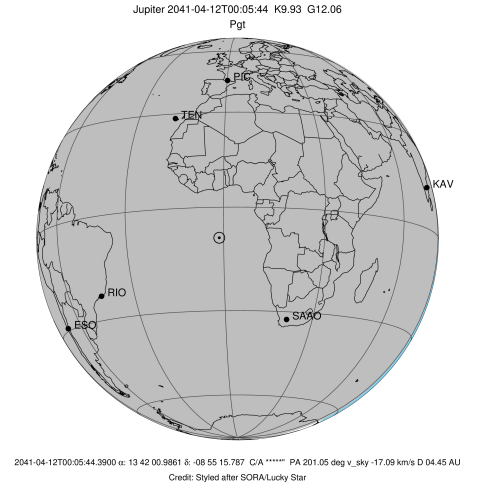 Jupiter 2041-04-12T00:05:44 K9.93 G12.06
Pgt
PIC
TEN
KAV
RIO
SAAO
ESO
2041-04-12T00:05:44.3900 α: 13 42 00.9861 δ: -08 55 15.787 C/A *****" PA 201.05 deg v_sky -17.09 km/s D 04.45 AU
Credit: Styled after SORA/Lucky Star